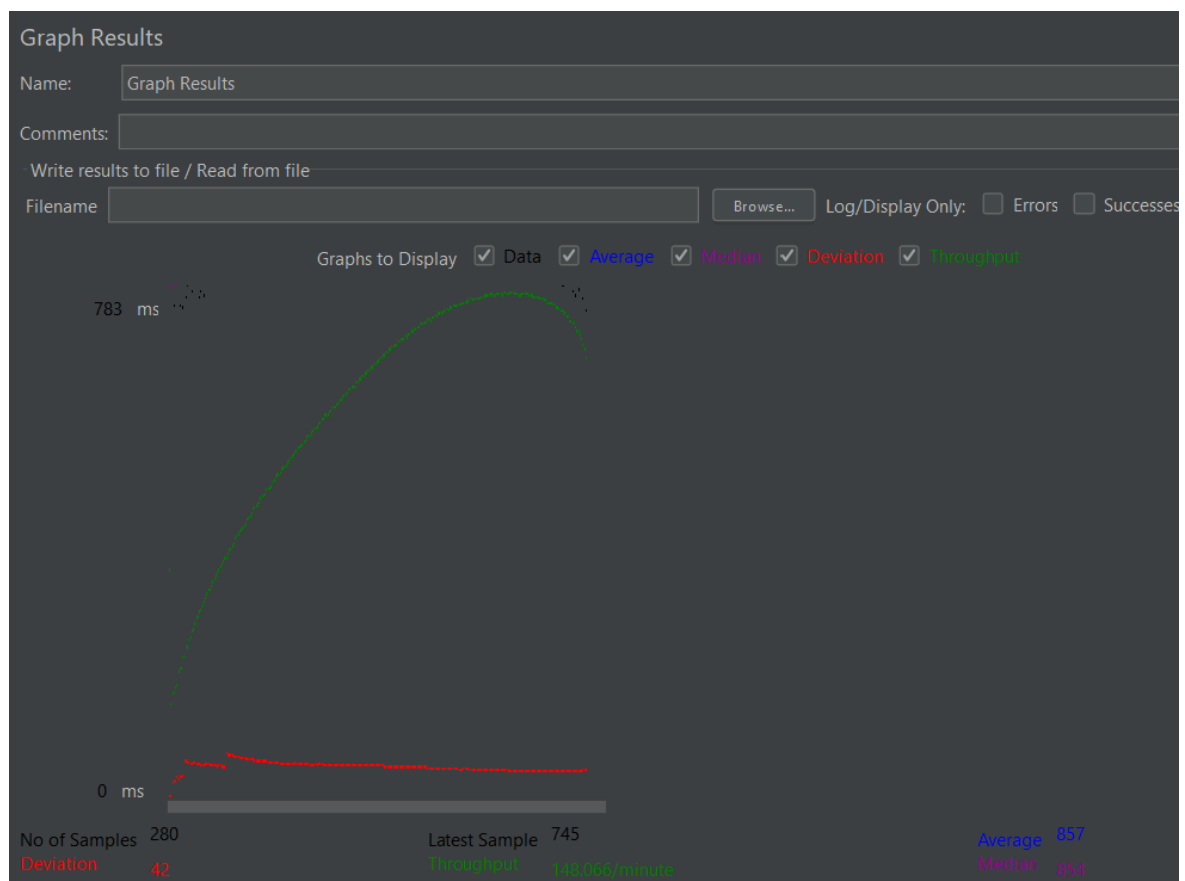 Graph Results
Name: Graph Results
Comments:
Write results to file / Read from file
Filename Browse... Log/Display Only: Errors Successes
Graphs to Display Data Average Median Deviation Throughput
783 ms
0 ms
No of Samples 280 Latest Sample 745 Average 857
Deviation 42 Throughput 148.066/minute Median 854